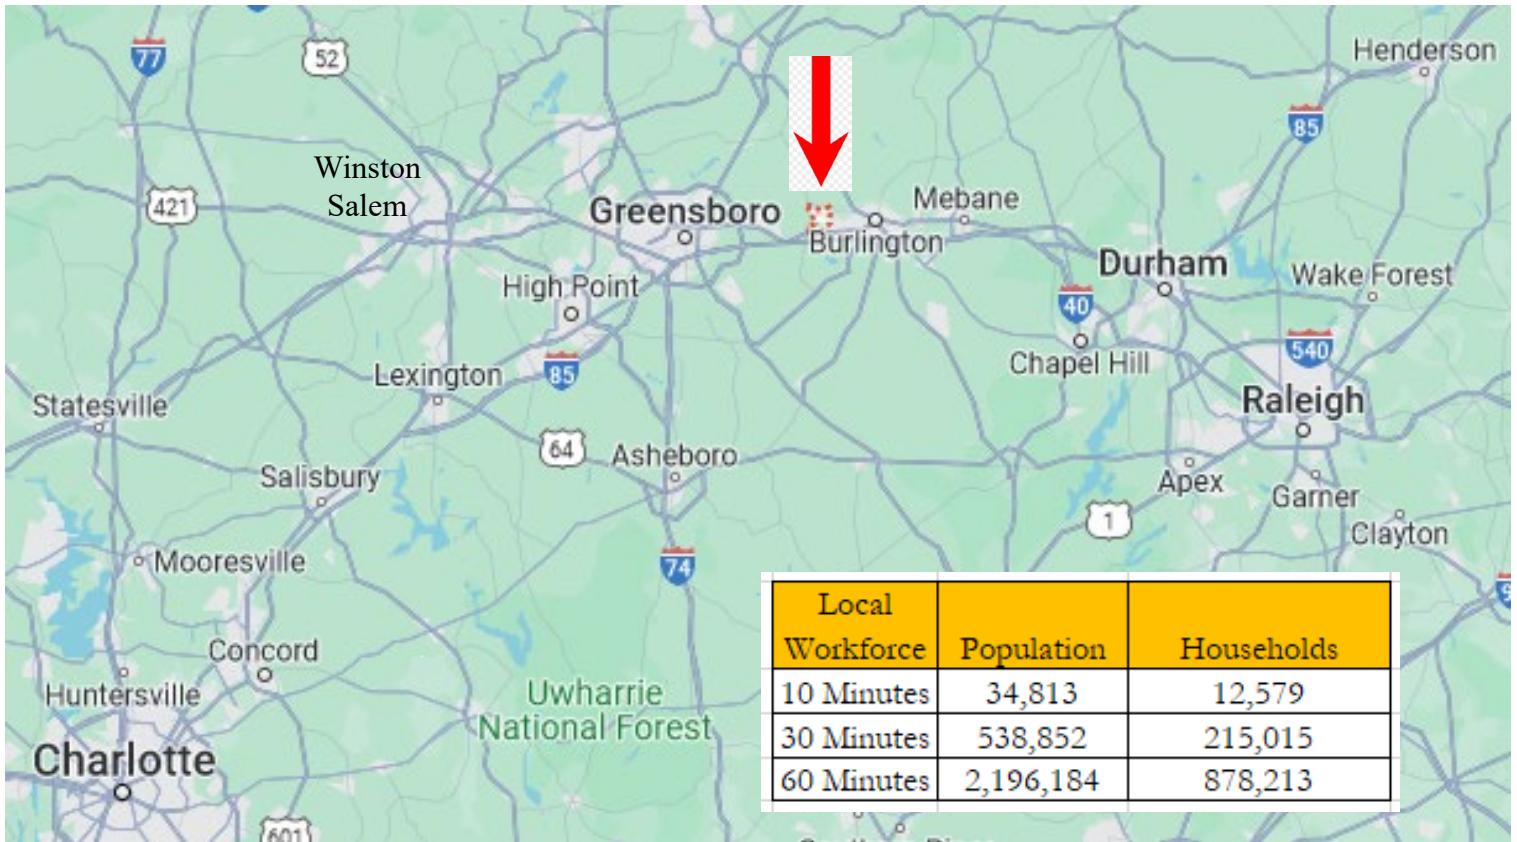 77
52
Henderson
85
Winston
Salem
421
Mebane
Greensboro
Burlington
Durham
Wake Forest
High Point
40
540
Chapel Hill
85
Lexington
Raleigh
Statesville
64
Asheboro
Salisbury
Apex
Garner
1
Clayton
Mooresville
74
Concord
Huntersville
Uwharrie
National Forest
Charlotte
601
Local
Workforce Population Households
10 Minutes 34,813 12,579
30 Minutes 538,852 215,015
60 Minutes 2,196,184 878,213